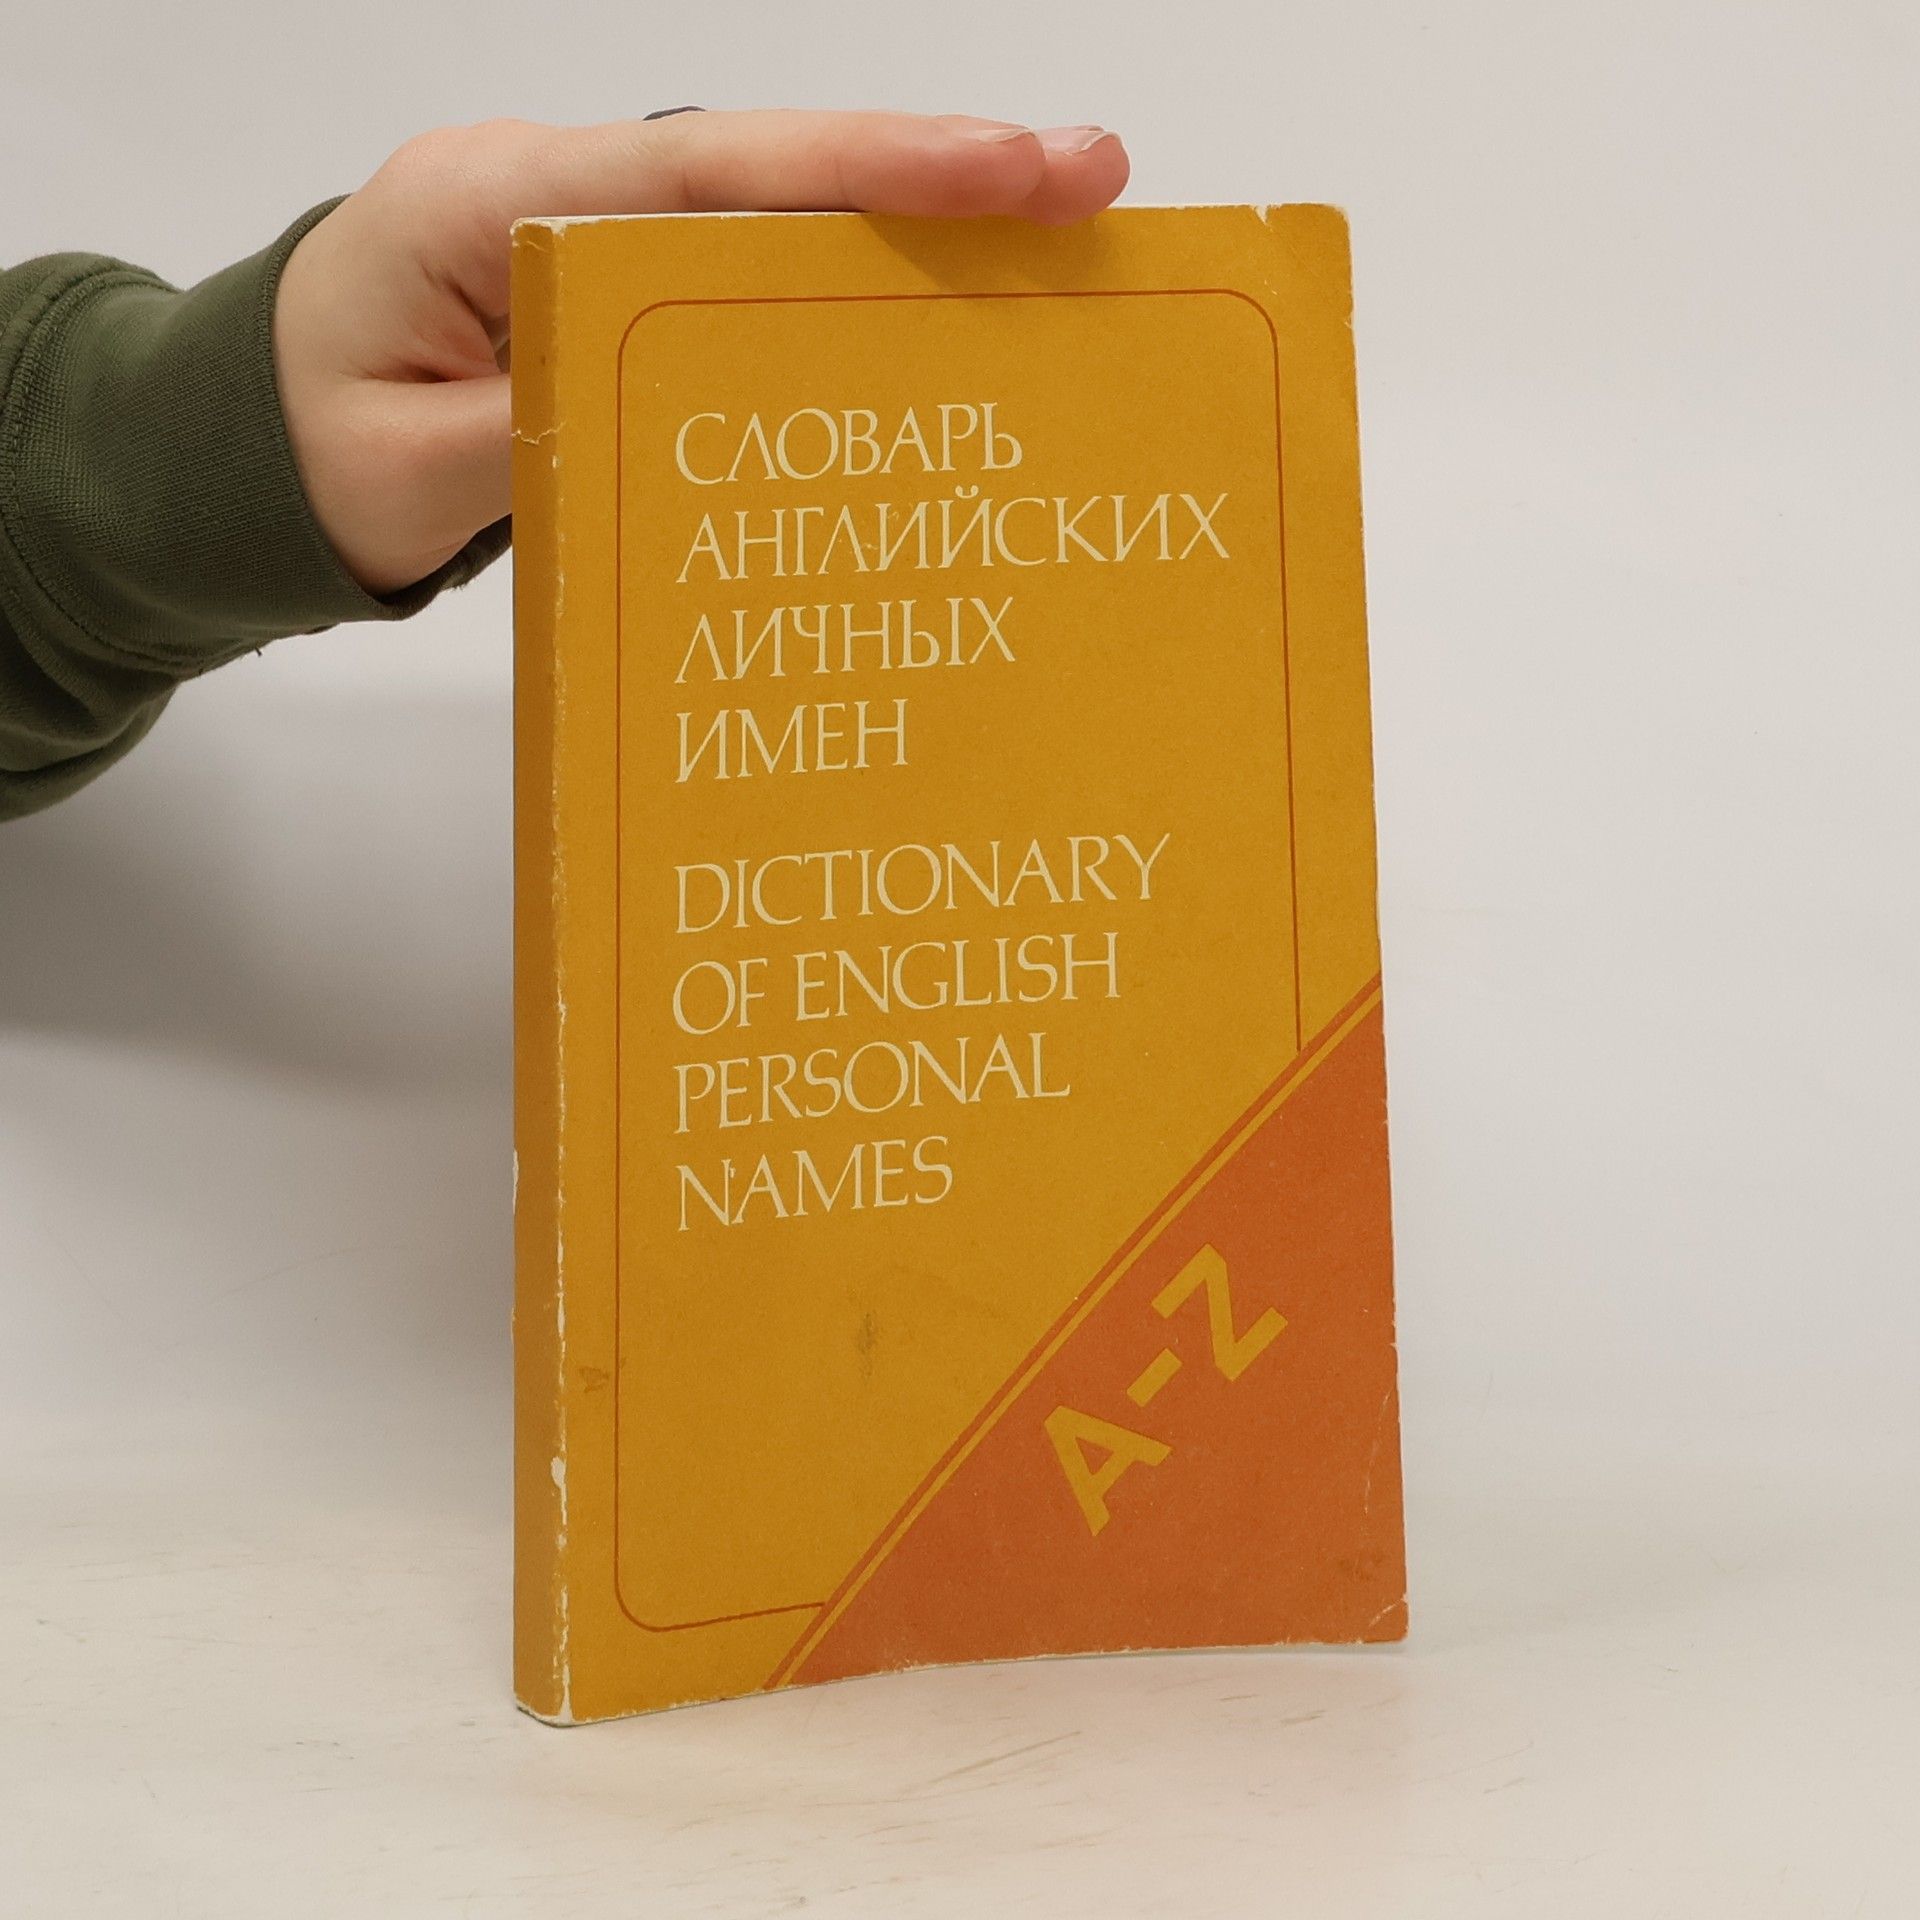 СЛОВАРЬ
АНГЛИЙСКИХ
ЛИЧНЫХ
ИМЕН
DICTIONARY
OF ENGLISH
PERSONAL
NAMES
A-Z